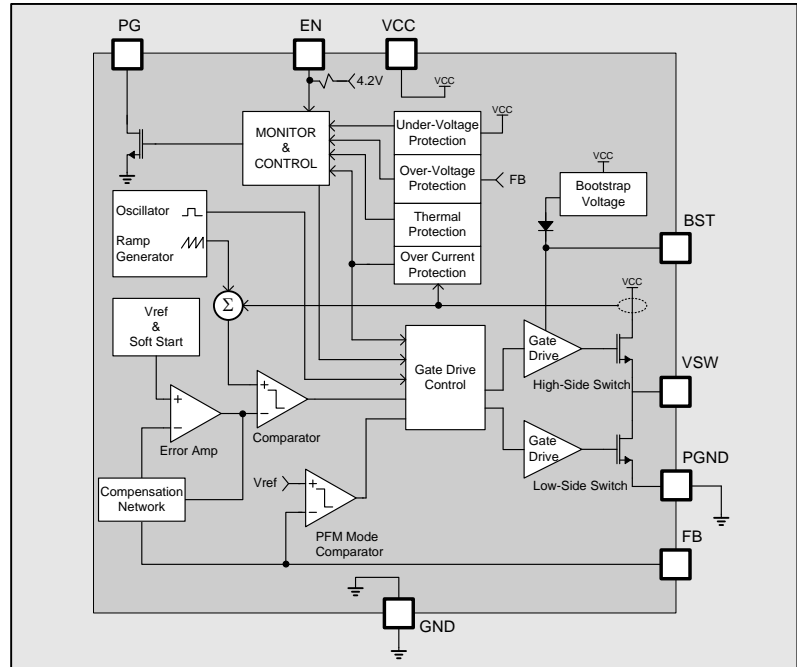 PG
EN
VCC
4.2V
VCC
MONITOR
&
CONTROL
Under-Voltage
Protection
VCC
Over-Voltage
Protection
FB
Thermal
Protection
Over Current
Protection
VCC
Bootstrap
Voltage
BST
Oscillator
Ramp
Generator
Σ
VCC
Vref
&
Soft Start
Gate Drive
Control
Gate
Drive
High-Side Switch
VSW
+
−
Error Amp
+
−
Comparator
Gate
Drive
Low-Side Switch
PGND
Compensation
Network
Vref
+
−
PFM Mode
Comparator
FB
GND